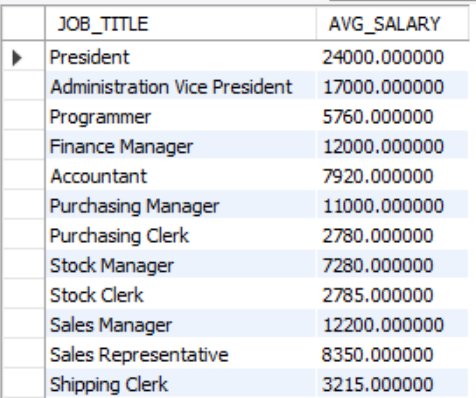 JOB_TITLE AVG_SALARY
President 24000.000000
Administration Vice President 17000.000000
Programmer 5760.000000
Finance Manager 12000.000000
Accountant 7920.000000
Purchasing Manager 11000.000000
Purchasing Clerk 2780.000000
Stock Manager 7280.000000
Stock Clerk 2785.000000
Sales Manager 12200.000000
Sales Representative 8350.000000
Shipping Clerk 3215.000000